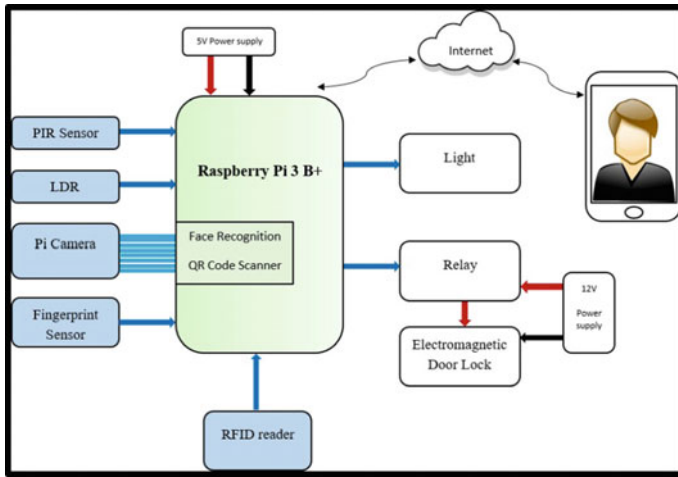 5V Power supply
Internet
PIR Sensor
LDR
Pi Camera
Fingerprint
Sensor
Raspberry Pi 3 B+
Face Recognition
QR Code Scanner
RFID reader
Light
Relay
Electromagnetic
Door Lock
12V
Power
supply